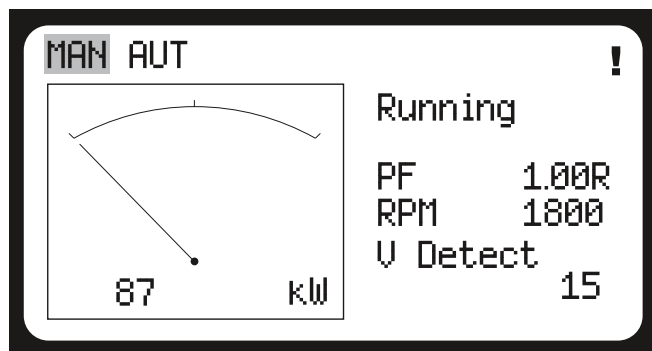 MAN AUT
!
Running
PF 1.00R
RPM 1800
V Detect
15
87 kW